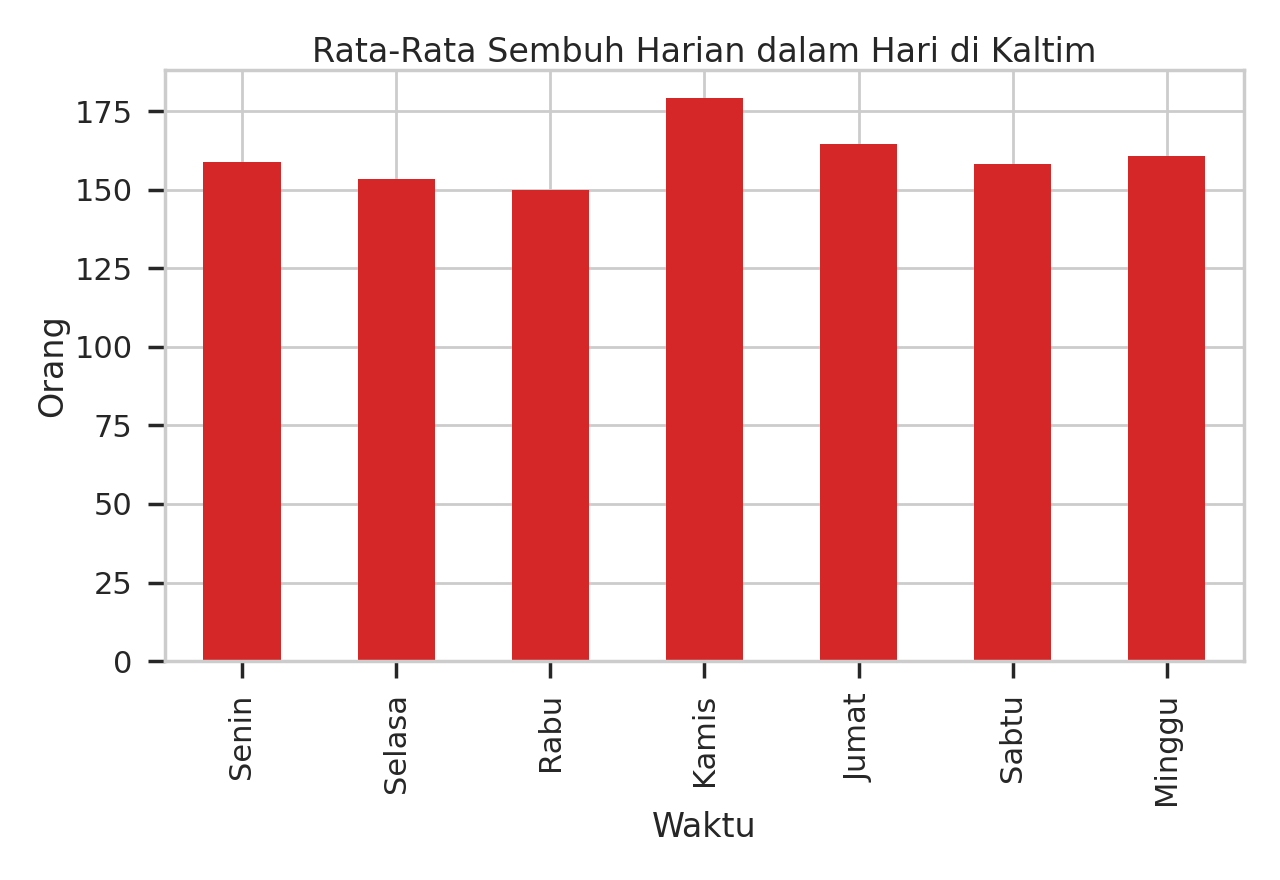 Rata-Rata Sembuh Harian dalam Hari di Kaltim
175
150
125
100
75
50
25
0
Orang
Senin
Selasa
Rabu
Kamis
Jumat
Sabtu
Minggu
Waktu